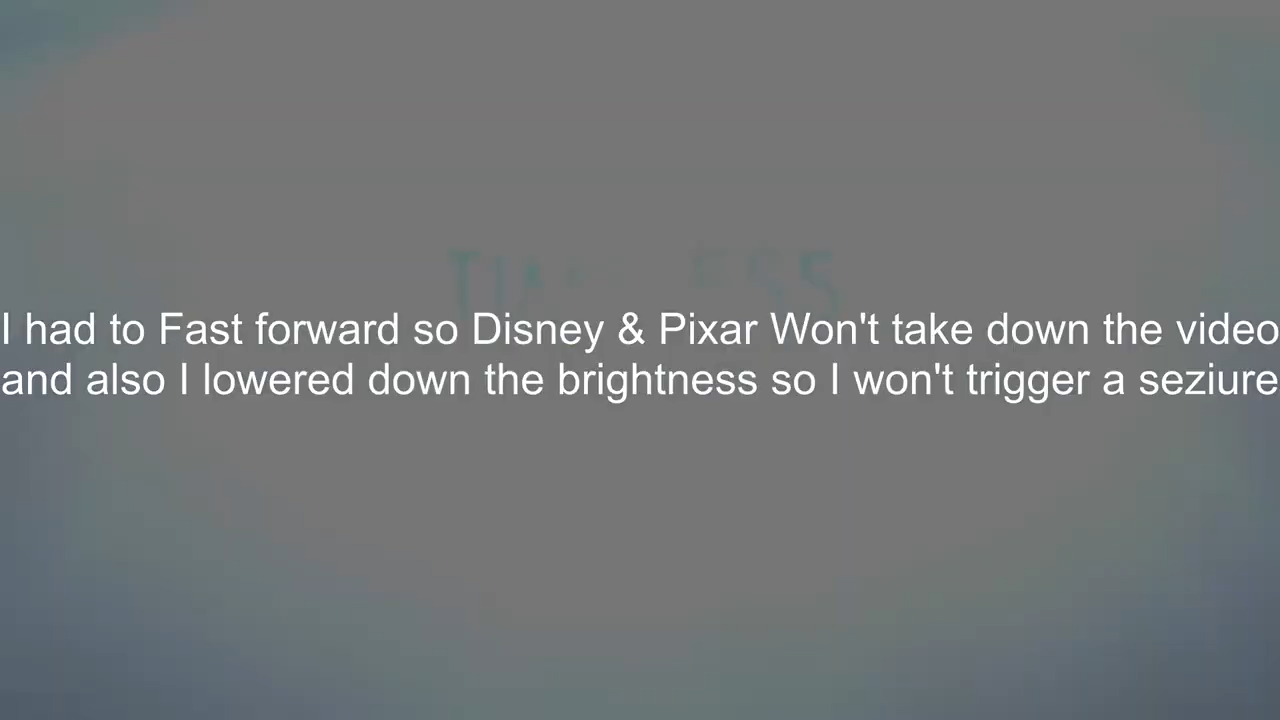 TIMELESS
I had to Fast forward so Disney & Pixar Won't take down the video
and also I lowered down the brightness so I won't trigger a seziure